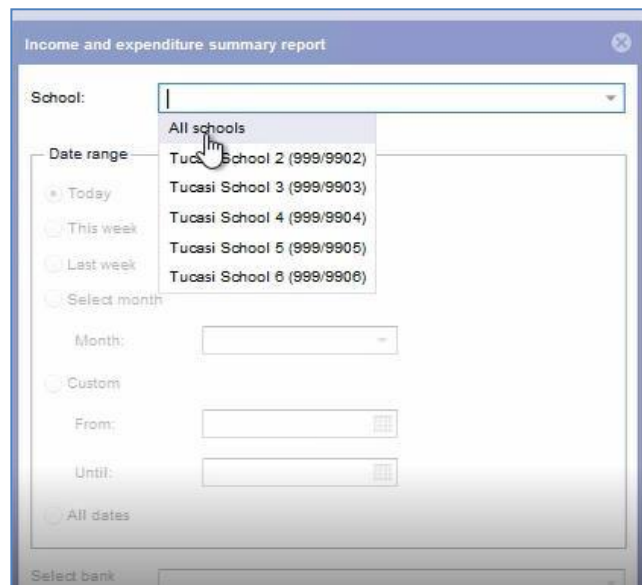 Income and expenditure summary report
School:
All schools
Tucasi School 2 (999/9902)
Tucasi School 3 (999/9903)
Tucasi School 4 (999/9904)
Tucasi School 5 (999/9905)
Tucasi School 6 (999/9906)
Date range
Today
This week
Last week
Select month
Month:
Custom
From:
Until:
All dates
Select bank